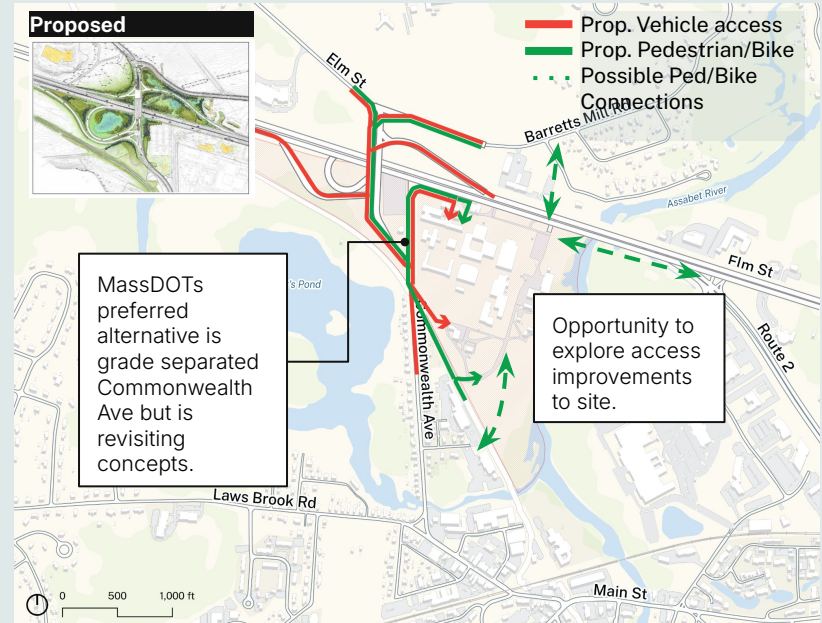 Proposed
Prop. Vehicle access
Prop. Pedestrian/Bike
Possible Ped/Bike
Connections
Elm St
Barretts Mill Rd
Assabet River
Elm St
Route 2
's Pond
MassDOTs
preferred
alternative is
grade separated
Commonwealth
Ave but is
revisiting
concepts.
Opportunity to
explore access
improvements
to site.
Commonwealth Ave
Laws Brook Rd
Main St
0 500 1,000 ft